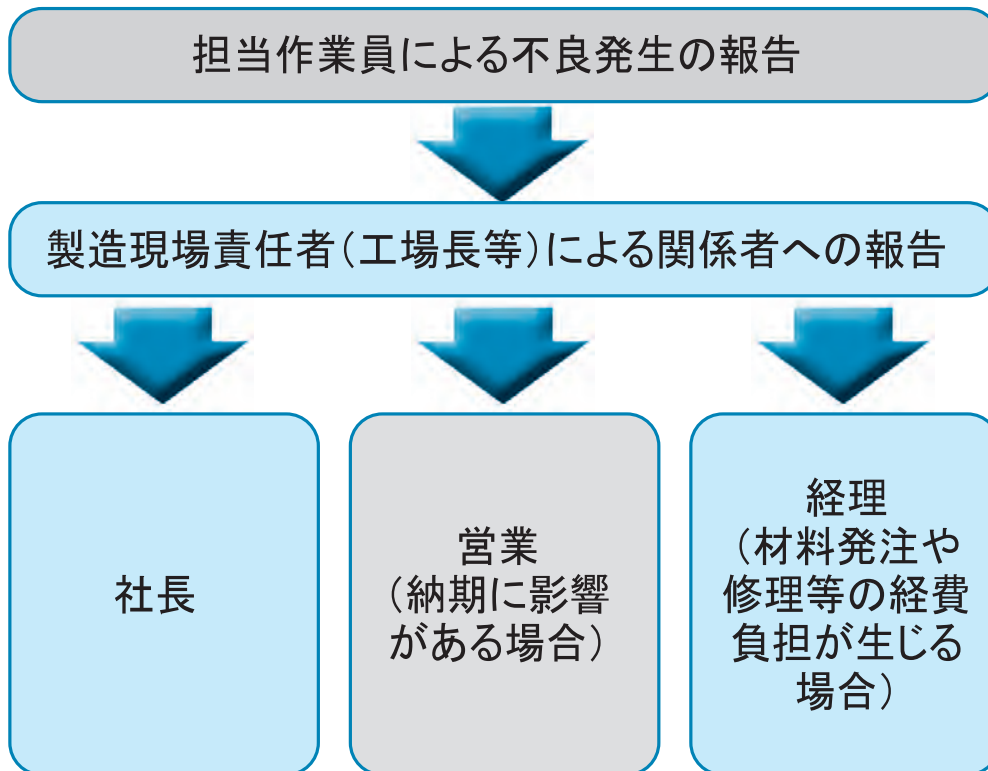 担当作業員による不良発生の報告
製造現場責任者（工場長等）による関係者への報告
社長
営業
（納期に影響
がある場合）
経理
（材料発注や
修理等の経費
負担が生じる
場合）